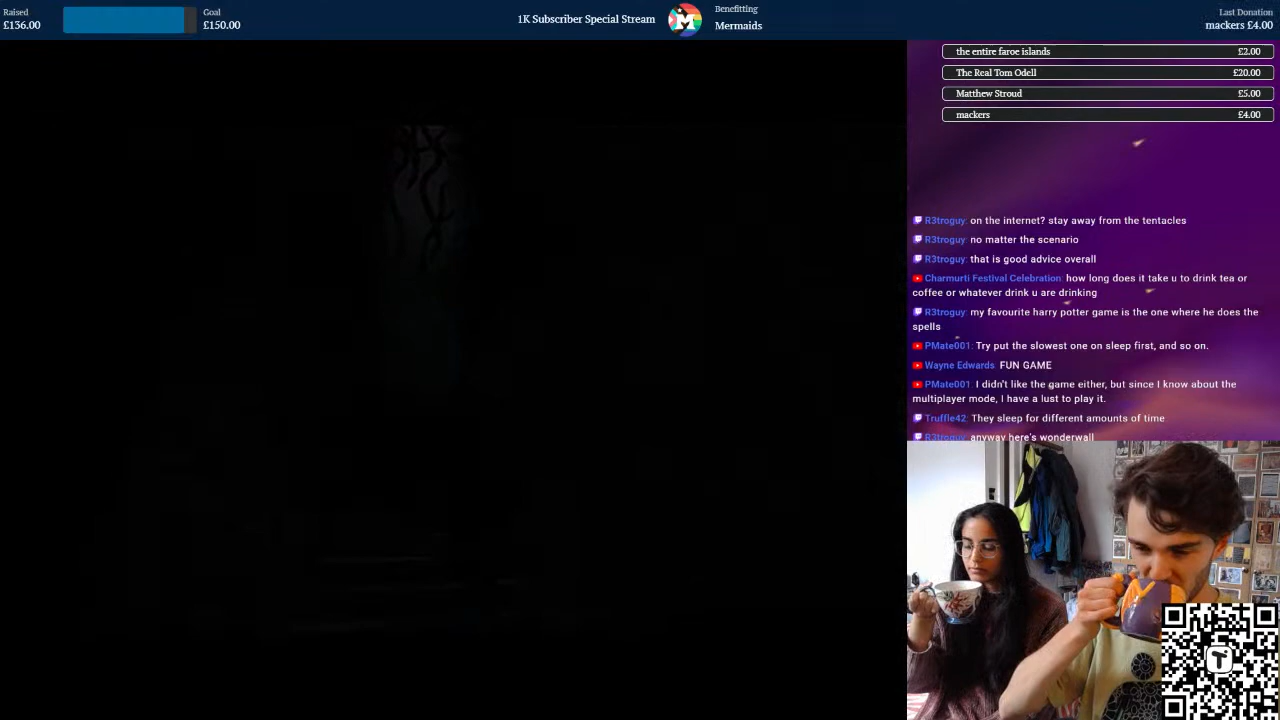 Raised
£136.00
Goal
£150.00
1K Subscriber Special Stream
M
Benefitting
Mermaids
Last Donation
mackers £4.00
the entire faroe islands £2.00
The Real Tom Odell £20.00
Matthew Stroud £5.00
mackers £4.00
R3troguy: on the internet? stay away from the tentacles
R3troguy: no matter the scenario
R3troguy: that is good advice overall
Charmurti Festival Celebration: how long does it take u to drink tea or
coffee or whatever drink u are drinking
R3troguy: my favourite harry potter game is the one where he does the
spells
PMate001: Try put the slowest one on sleep first, and so on.
Wayne Edwards: FUN GAME
PMate001: I didn't like the game either, but since I know about the
multiplayer mode, I have a lust to play it.
Truffle42: They sleep for different amounts of time
R3troguy: anyway here's wonderwall
T